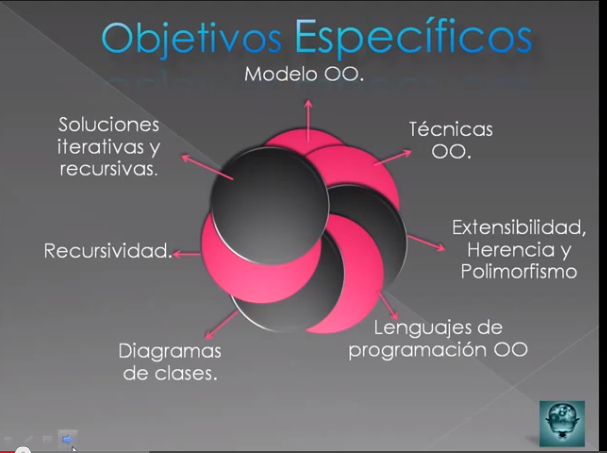 Objetivos Específicos
Modelo OO.
Técnicas
OO.
Extensibilidad,
Herencia y
Polimorfismo
Lenguajes de
programación OO
Diagramas
de clases.
Recursividad.
Soluciones
iterativas y
recursivas.